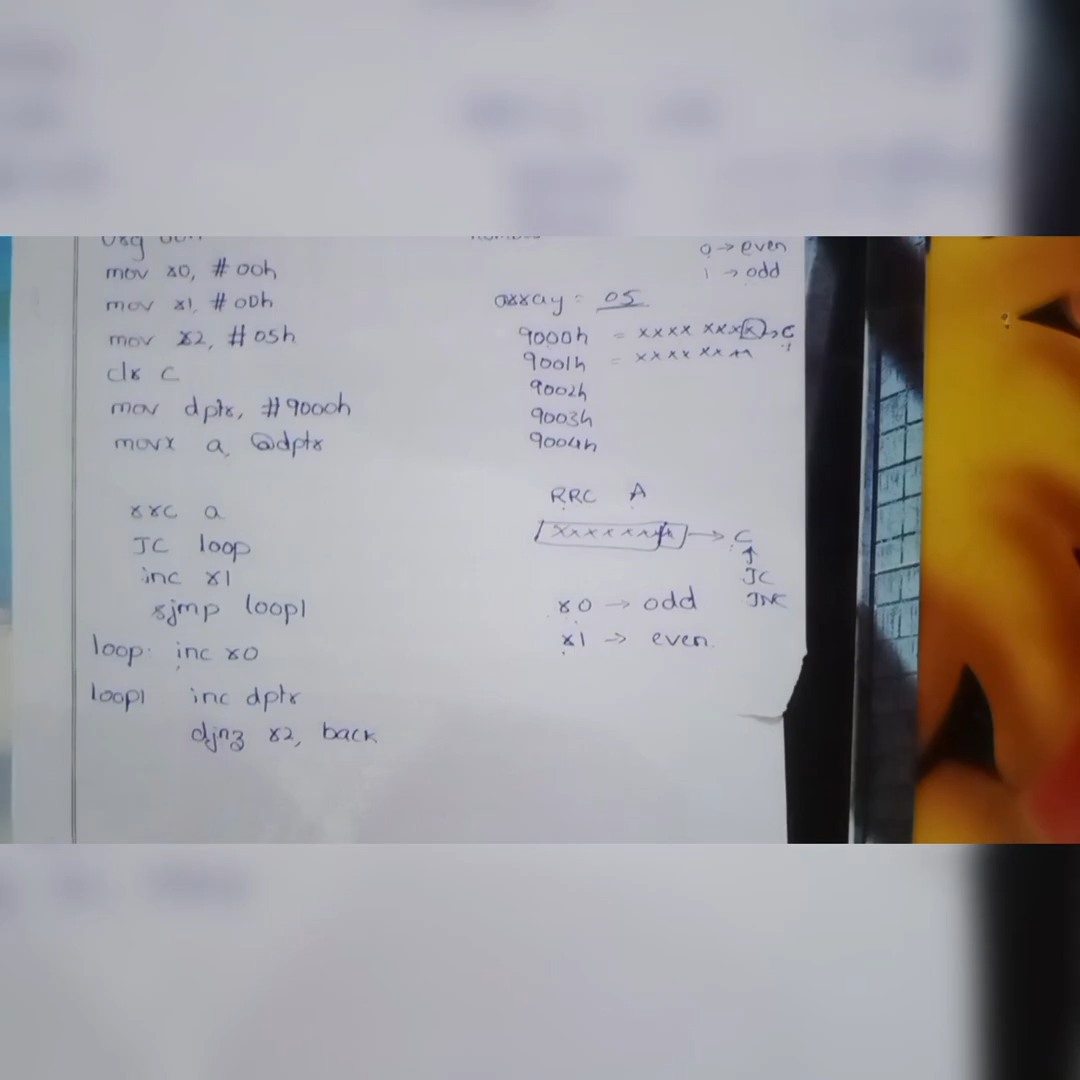 mov r0, #00h
mov r1, #00h
mov r2, #05h
clr c
mov dptr, #9000h
movx a, @dptr
rrc a
JC loop
inc r1
sjmp loop1
loop: inc r0
loop1 inc dptr
djnz r2, back
0 → even
1 → odd
array = 05
9000h = xxxx xxxx → C
9001h = xxxx xxxx
9002h
9003h
9004h
RRC A
xxxxxxxx → C
↑
JC
JNC
r0 → odd
r1 → even.